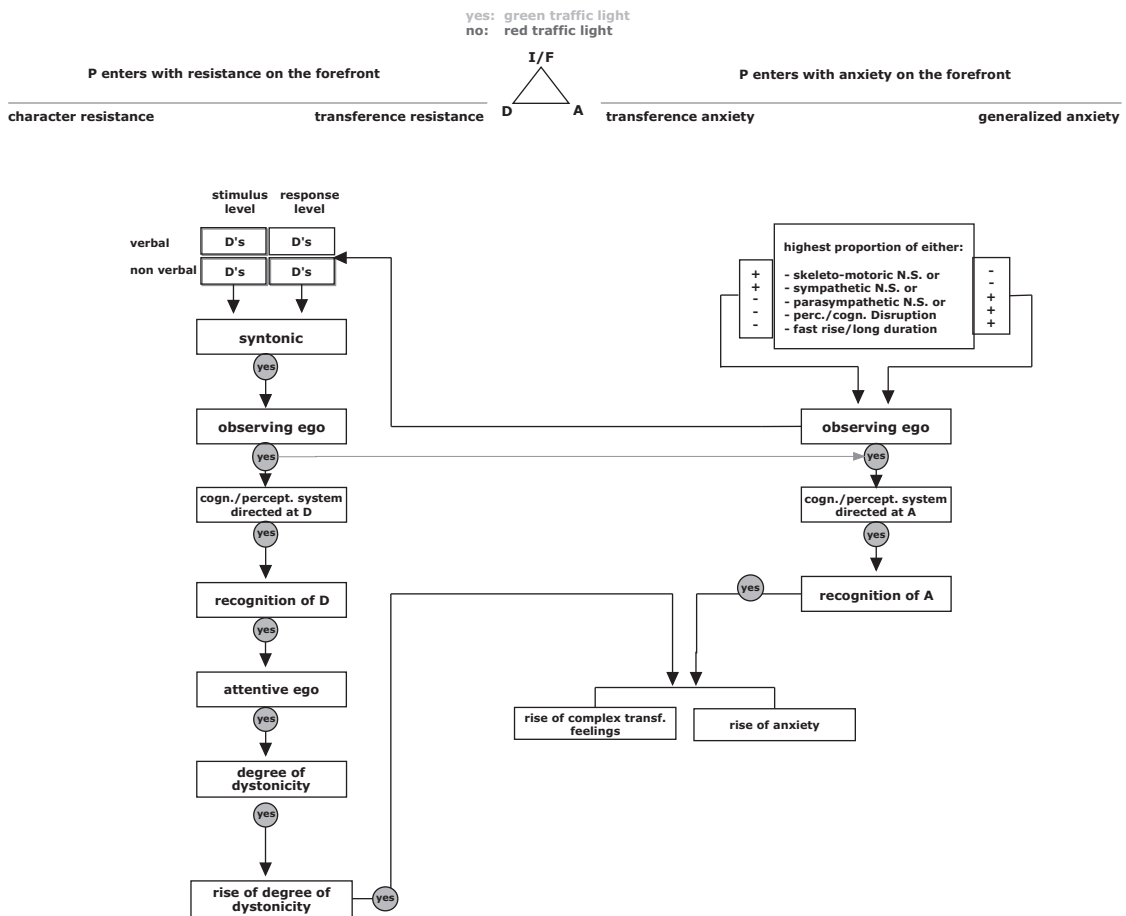 yes: green traffic light
no: red traffic light
I/F
P enters with resistance on the forefront
P enters with anxiety on the forefront
D
A
character resistance
transference resistance
transference anxiety
generalized anxiety
stimulus
level
response
level
verbal
D's
D's
non verbal
D's
D's
syntonic
yes
observing ego
yes
cogn./percept. system
directed at D
yes
recognition of D
yes
attentive ego
yes
degree of
dystonicity
yes
rise of degree of
dystonicity
yes
highest proportion of either:
+ - skeleto-motoric N.S. or -
+ - sympathetic N.S. or -
- - parasympathetic N.S. or +
- - perc./cogn. Disruption +
- - fast rise/long duration +
observing ego
yes
cogn./percept. system
directed at A
yes
recognition of A
yes
rise of complex transf.
feelings
rise of anxiety